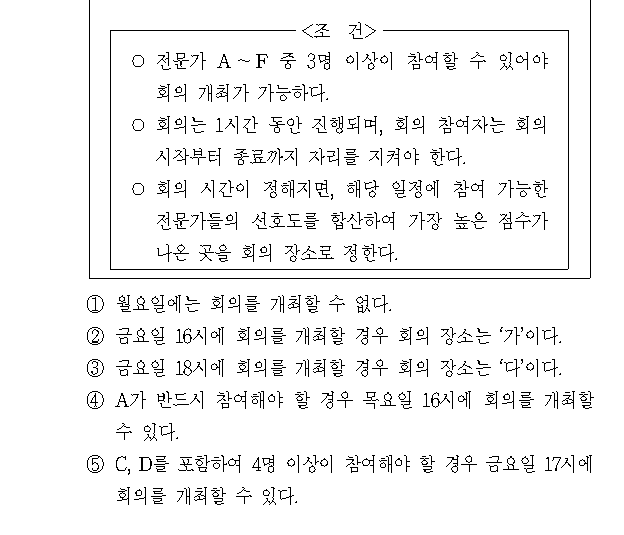 <조 건>
○ 전문가 A ~ F 중 3명 이상이 참여할 수 있어야
회의 개최가 가능하다.
○ 회의는 1시간 동안 진행되며, 회의 참여자는 회의
시작부터 종료까지 자리를 지켜야 한다.
○ 회의 시간이 정해지면, 해당 일정에 참여 가능한
전문가들의 선호도를 합산하여 가장 높은 점수가
나온 곳을 회의 장소로 정한다.
① 월요일에는 회의를 개최할 수 없다.
② 금요일 16시에 회의를 개최할 경우 회의 장소는 ‘가’이다.
③ 금요일 18시에 회의를 개최할 경우 회의 장소는 ‘다’이다.
④ A가 반드시 참여해야 할 경우 목요일 16시에 회의를 개최할
수 있다.
⑤ C, D를 포함하여 4명 이상이 참여해야 할 경우 금요일 17시에
회의를 개최할 수 있다.